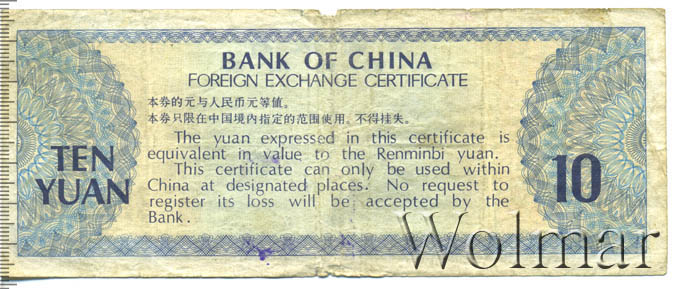 BANK OF CHINA
FOREIGN EXCHANGE CERTIFICATE
本券的元与人民币元等值。
本券只限在中国境内指定的范围使用，不得挂失。
The yuan expressed in this certificate is
equivalent in value to the Renminbi yuan.
This certificate can only be used within
China at designated places. No request to
register its loss will be accepted by the
Bank.
TEN
YUAN
10
Wolmar